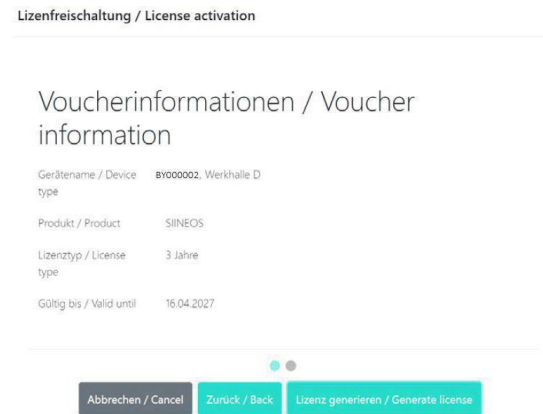 Lizenfreischaltung / License activation
Voucherinformationen / Voucher
information
Gerätename / Device BY000002, Werkhalle D
type
Produkt / Product SIINEOS
Lizenztyp / License 3 Jahre
type
Gültig bis / Valid until 16.04.2027
Abbrechen / Cancel Zurück / Back Lizenz generieren / Generate license